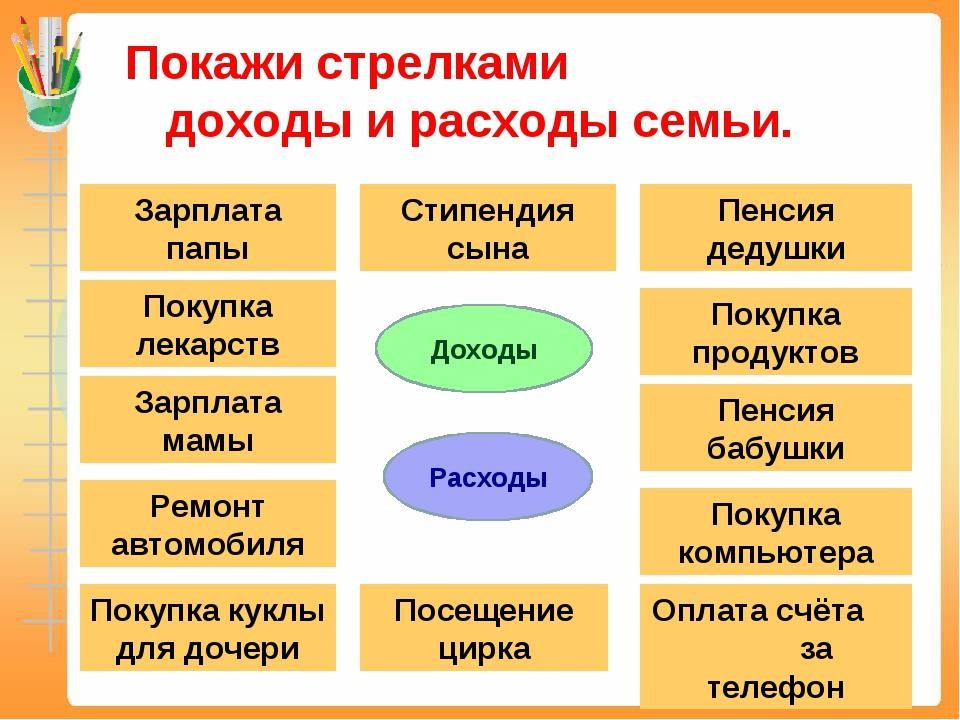 Покажи стрелками
доходы и расходы семьи.
Зарплата
папы
Стипендия
сына
Пенсия
дедушки
Покупка
лекарств
Доходы
Покупка
продуктов
Зарплата
мамы
Пенсия
бабушки
Расходы
Ремонт
автомобиля
Покупка
компьютера
Покупка куклы
для дочери
Посещение
цирка
Оплата счёта
за
телефон